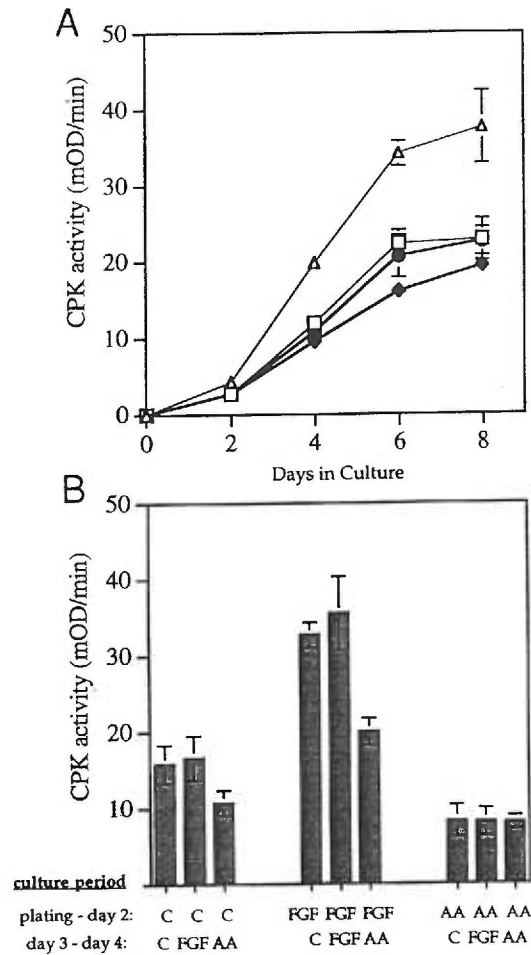 A
CPK activity (mOD/min)
50
40
30
20
10
0
0 2 4 6 8
Days in Culture
B
CPK activity (mOD/min)
50
40
30
20
10
culture period
plating - day 2: C C C FGF FGF FGF AA AA AA
day 3 - day 4: C FGF AA C FGF AA C FGF AA